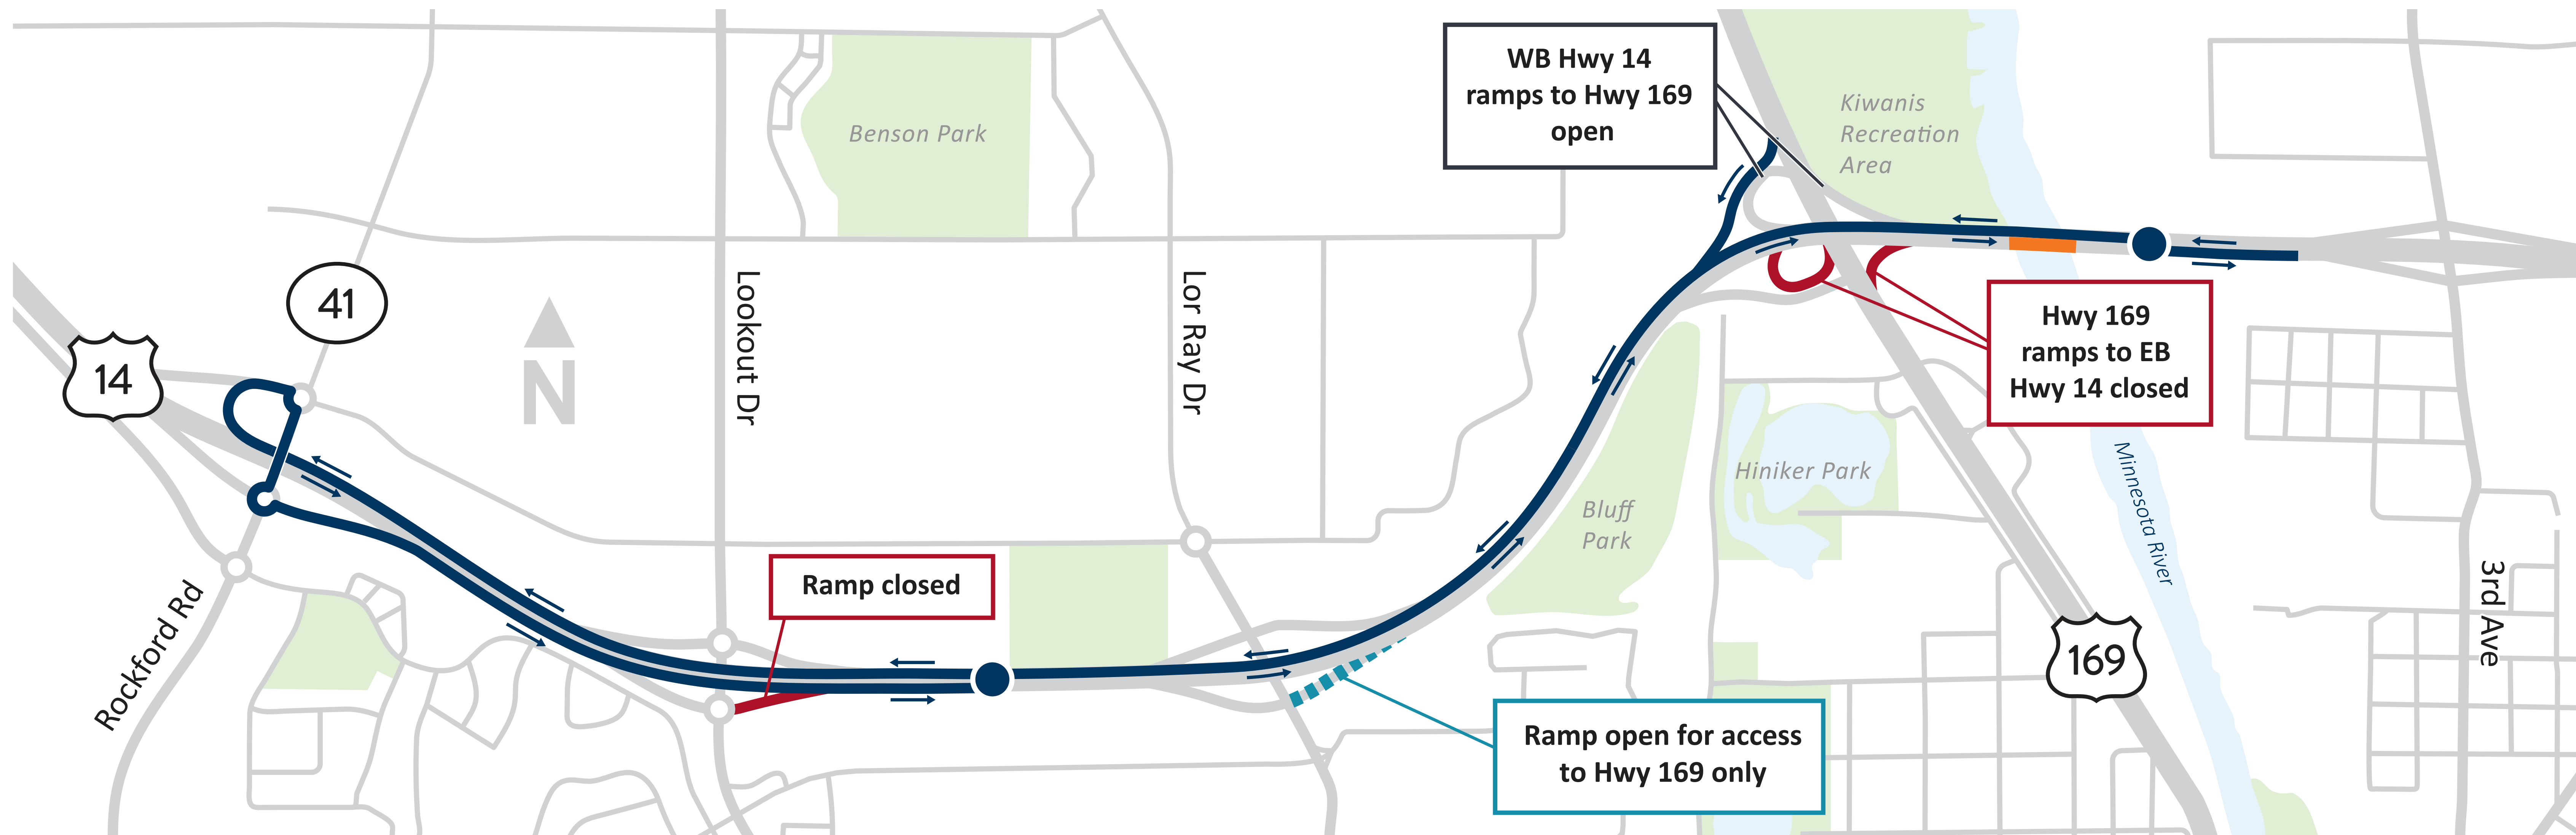 WB Hwy 14
ramps to Hwy 169
open
Kiwanis
Recreation
Area
Benson Park
41
14
N
Lookout Dr
Lor Ray Dr
Hwy 169
ramps to EB
Hwy 14 closed
Hiniker Park
Bluff
Park
Minnesota River
Rockford Rd
Ramp closed
3rd Ave
169
Ramp open for access
to Hwy 169 only